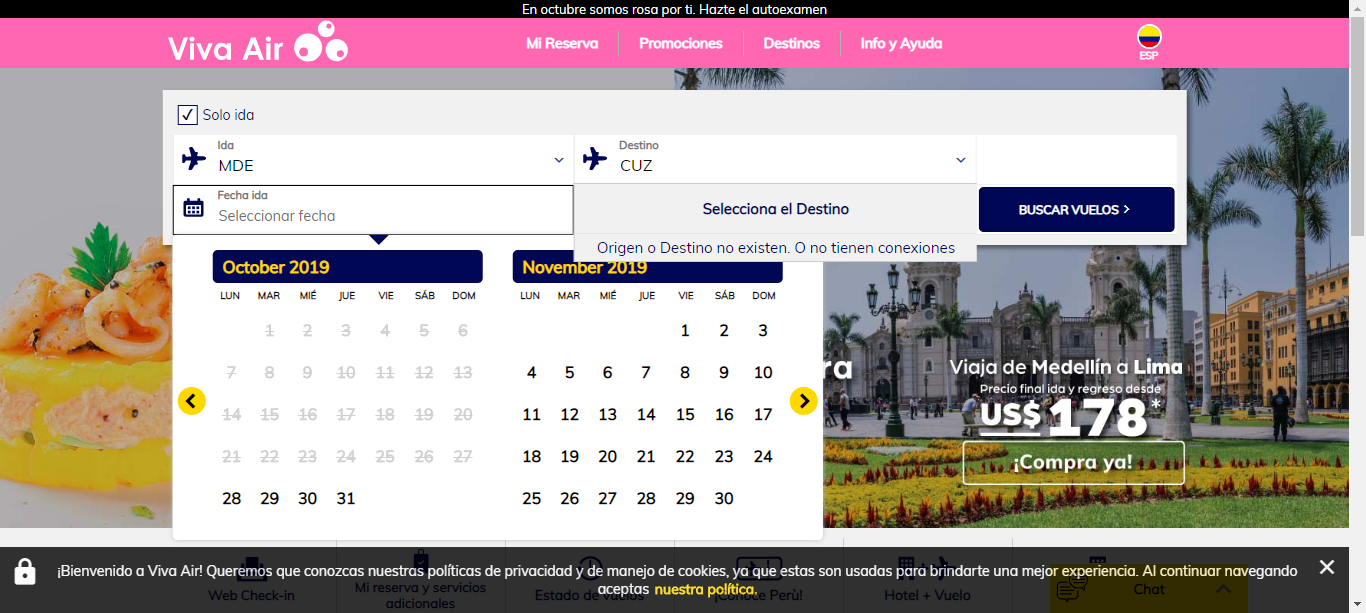 En octubre somos rosa por ti. Hazte el autoexamen
Viva Air
Mi Reserva
Promociones
Destinos
Info y Ayuda
ESP
Solo ida
Ida
MDE
Destino
CUZ
Fecha ida
Seleccionar fecha
Selecciona el Destino
BUSCAR VUELOS
Origen o Destino no existen. O no tienen conexiones
October 2019
LUN MAR MIÉ JUE VIE SÁB DOM
1 2 3 4 5 6
7 8 9 10 11 12 13
14 15 16 17 18 19 20
21 22 23 24 25 26 27
28 29 30 31
November 2019
LUN MAR MIÉ JUE VIE SÁB DOM
1 2 3
4 5 6 7 8 9 10
11 12 13 14 15 16 17
18 19 20 21 22 23 24
25 26 27 28 29 30
ra
Viaja de Medellín a Lima
Precio final ida y regreso desde
US$ 178*
¡Compra ya!
¡Bienvenido a Viva Air! Queremos que conozcas nuestras políticas de privacidad y de manejo de cookies, ya que estas son usadas para brindarte una mejor experiencia. Al continuar navegando
aceptas nuestra política.
Web Check-in
Mi reserva y servicios
adicionales
Estado de vuelos
¡Conoce Perù!
Hotel + Vuelo
Chat